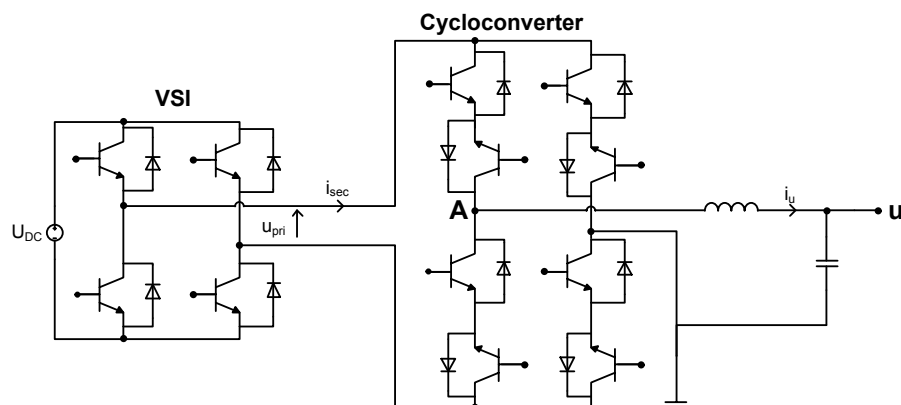 Cycloconverter
VSI
i_sec
U_DC
u_pri
A
i_u
u